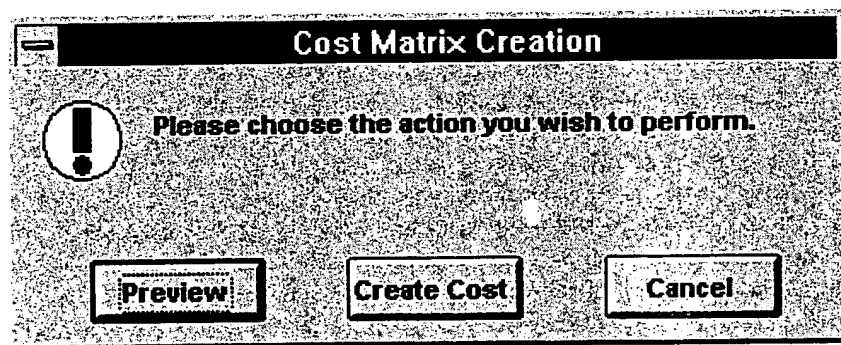 Cost Matrix Creation
Please choose the action you wish to perform.
Preview Create Cost Cancel